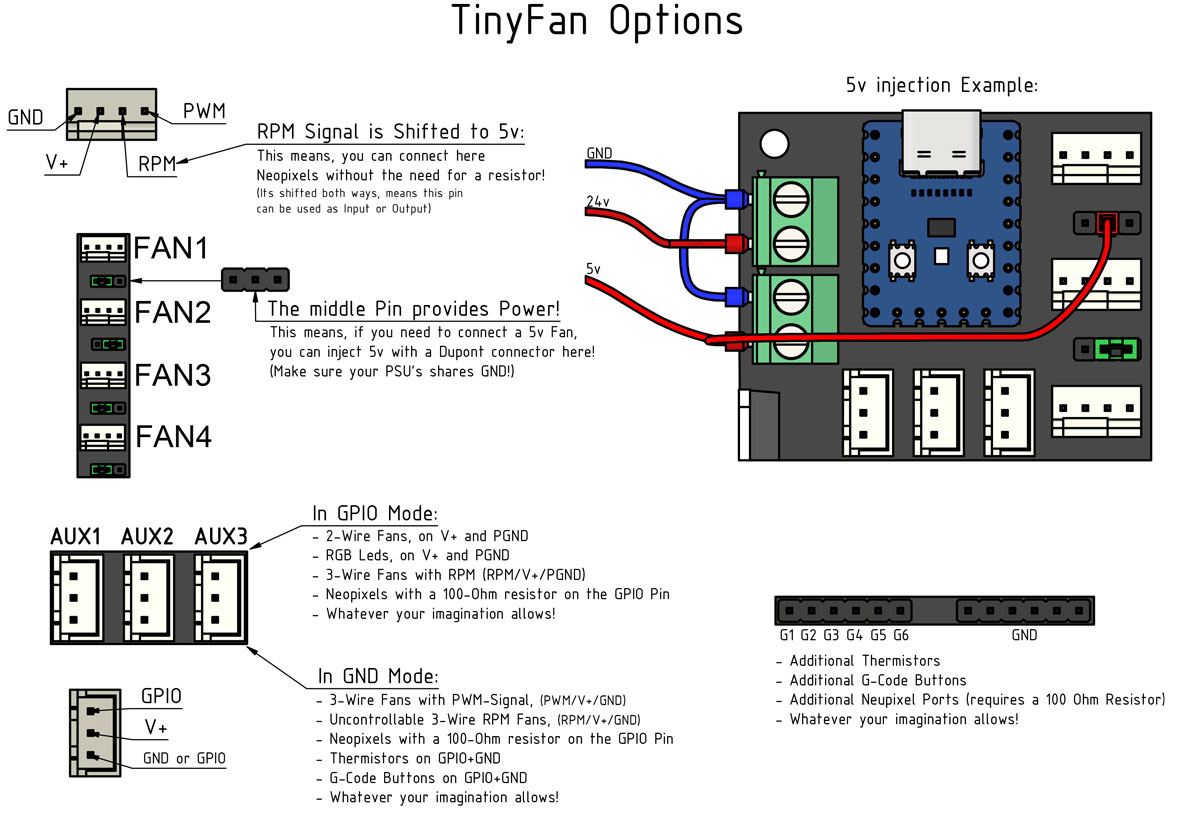 TinyFan Options
GND
PWM
V+
RPM
RPM Signal is Shifted to 5v:
This means, you can connect here
Neopixels without the need for a resistor!
(Its shifted both ways, means this pin
can be used as Input or Output)
FAN1
FAN2
FAN3
FAN4
The middle Pin provides Power!
This means, if you need to connect a 5v Fan,
you can inject 5v with a Dupont connector here!
(Make sure your PSU's shares GND!)
5v injection Example:
GND
24v
5v
AUX1 AUX2 AUX3
In GPIO Mode:
- 2-Wire Fans, on V+ and PGND
- RGB Leds, on V+ and PGND
- 3-Wire Fans with RPM (RPM/V+/PGND)
- Neopixels with a 100-Ohm resistor on the GPIO Pin
- Whatever your imagination allows!
In GND Mode:
- 3-Wire Fans with PWM-Signal, (PWM/V+/GND)
- Uncontrollable 3-Wire RPM Fans, (RPM/V+/GND)
- Neopixels with a 100-Ohm resistor on the GPIO Pin
- Thermistors on GPIO+GND
- G-Code Buttons on GPIO+GND
- Whatever your imagination allows!
GPIO
V+
GND or GPIO
G1 G2 G3 G4 G5 G6 GND
- Additional Thermistors
- Additional G-Code Buttons
- Additional Neupixel Ports (requires a 100 Ohm Resistor)
- Whatever your imagination allows!